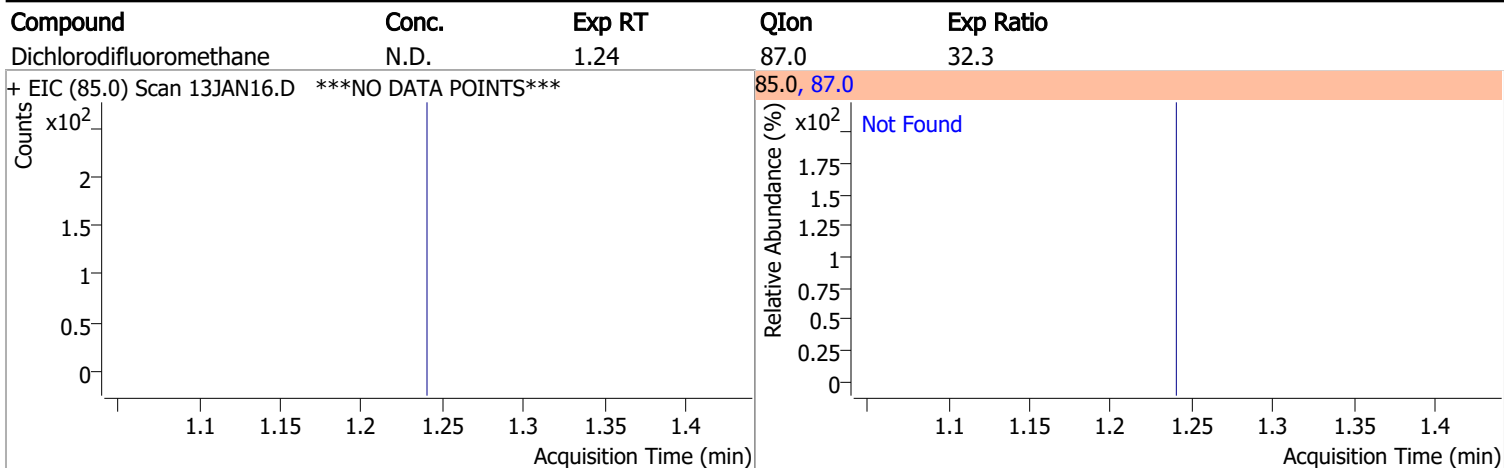 Compound Conc. Exp RT QIon Exp Ratio
Dichlorodifluoromethane N.D. 1.24 87.0 32.3
+ EIC (85.0) Scan 13JAN16.D ***NO DATA POINTS***
Counts
x10²
2
1.5
1
0.5
0
1.1 1.15 1.2 1.25 1.3 1.35 1.4
Acquisition Time (min)
85.0, 87.0
Relative Abundance (%)
x10²
Not Found
1.75
1.5
1.25
1
0.75
0.5
0.25
0
1.1 1.15 1.2 1.25 1.3 1.35 1.4
Acquisition Time (min)